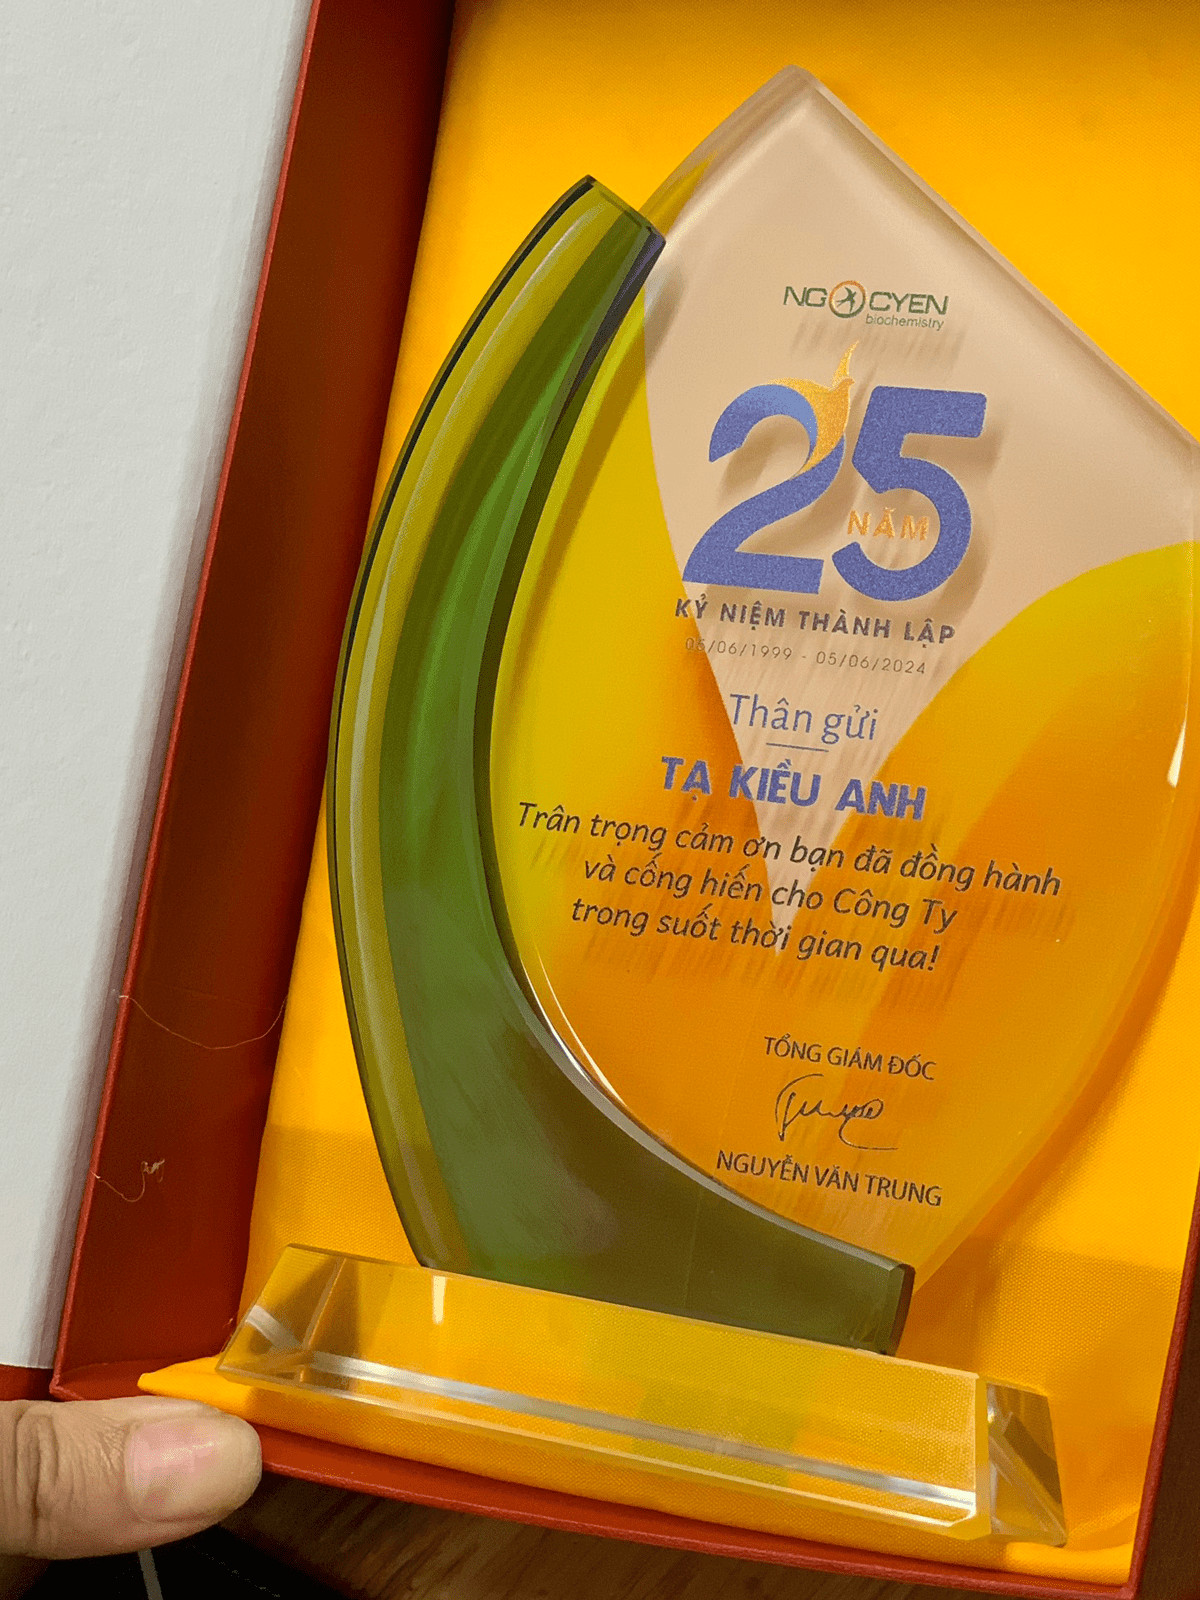 NGOCYEN
biochemistry
25
NĂM
KỶ NIỆM THÀNH LẬP
05/06/1999 - 05/06/2024
Thân gửi
TẠ KIỀU ANH
Trân trọng cảm ơn bạn đã đồng hành
và cống hiến cho Công Ty
trong suốt thời gian qua!
TỔNG GIÁM ĐỐC
NGUYỄN VĂN TRUNG